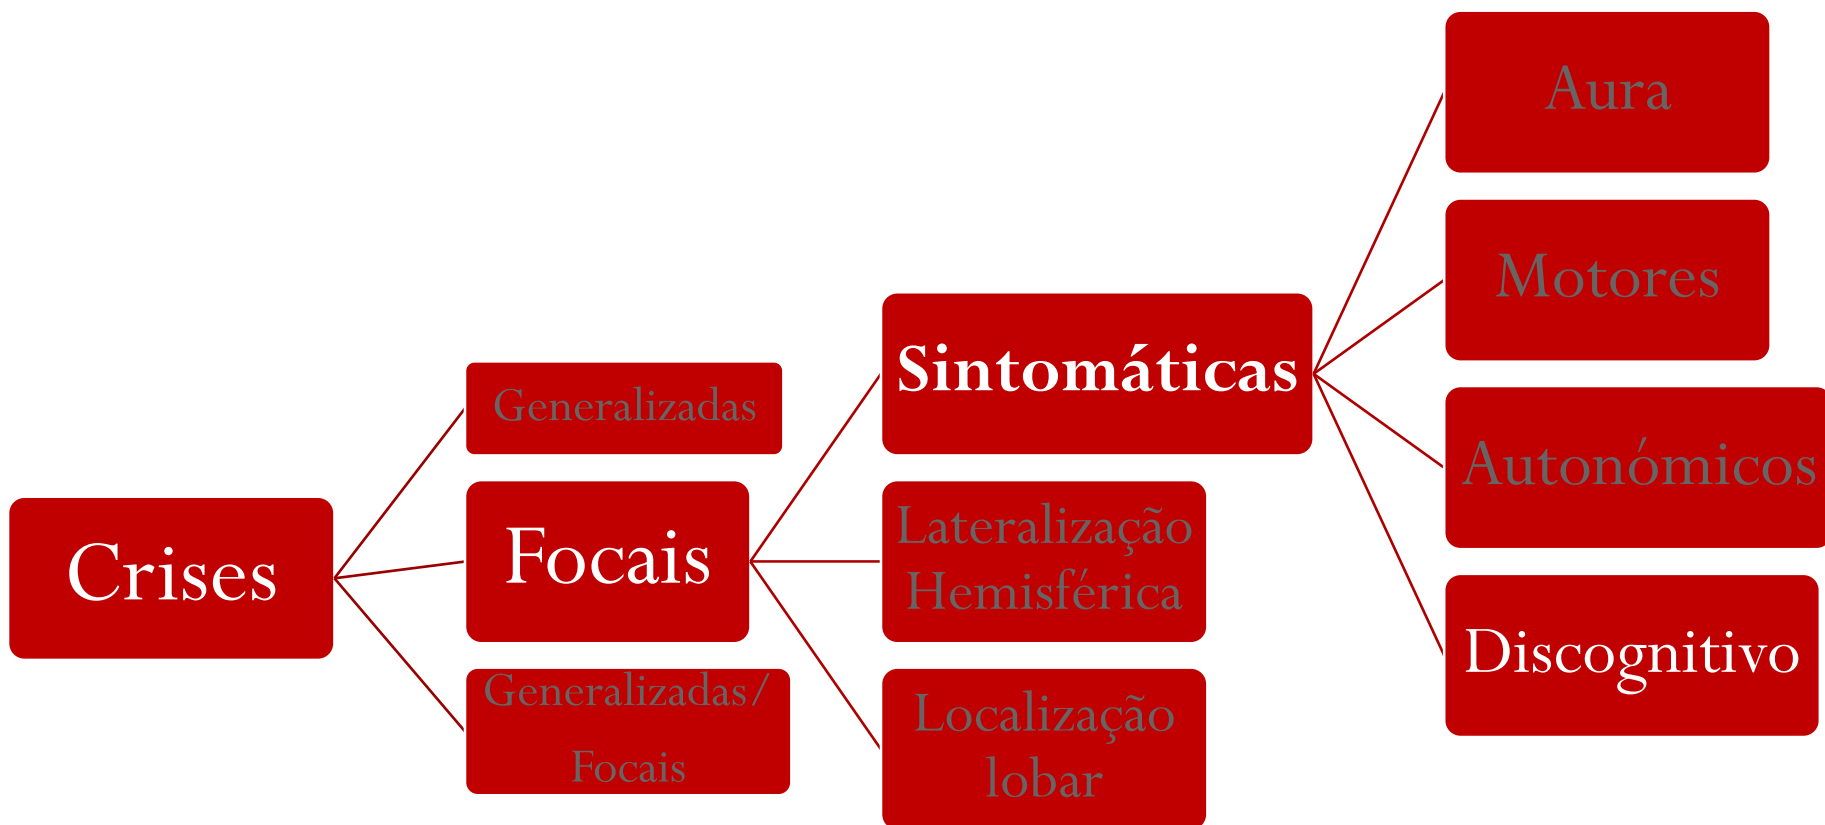 Crises
Generalizadas
Focais
Generalizadas/
Focais
Sintomáticas
Lateralização
Hemisférica
Localização
lobar
Aura
Motores
Autonómicos
Discognitivo